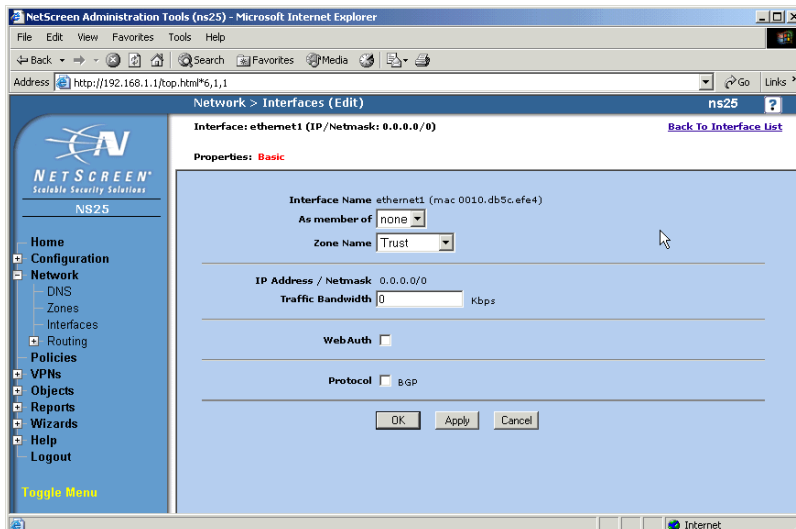 NetScreen Administration Tools (ns25) - Microsoft Internet Explorer
File Edit View Favorites Tools Help
Back Search Favorites Media
Address http://192.168.1.1/top.html*6,1,1 Go Links
Network > Interfaces (Edit) ns25 ?
Interface: ethernet1 (IP/Netmask: 0.0.0.0/0) Back To Interface List
Properties: Basic
N
NETSCREEN
Scalable Security Solutions
NS25
Home
Configuration
Network
DNS
Zones
Interfaces
Routing
Policies
VPNs
Objects
Reports
Wizards
Help
Logout
Toggle Menu
Interface Name ethernet1 (mac 0010.db5c.efe4)
As member of none
Zone Name Trust
IP Address / Netmask 0.0.0.0/0
Traffic Bandwidth 0 Kbps
WebAuth
Protocol BGP
OK Apply Cancel
Internet